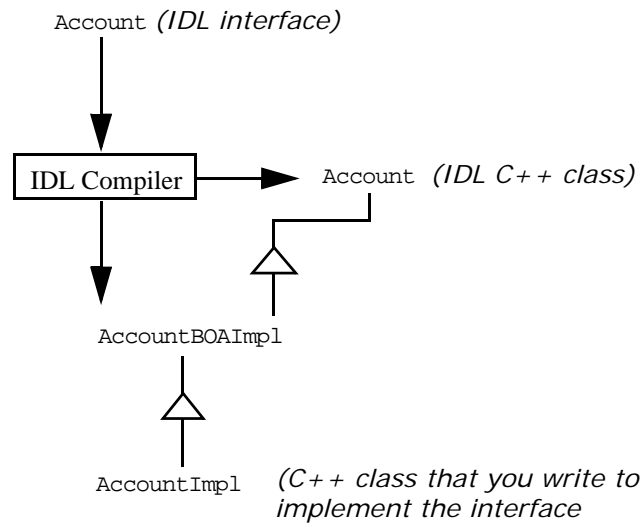 Account (IDL interface)
IDL Compiler
Account (IDL C++ class)
AccountBOAImpl
AccountImpl (C++ class that you write to
implement the interface